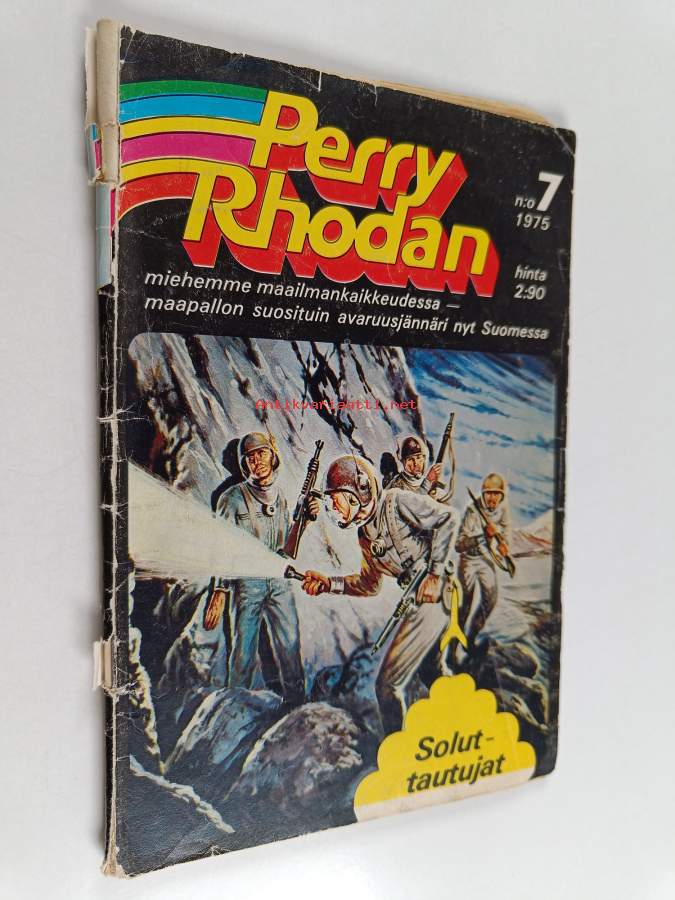 Perry
Rhodan
n:o 7
1975
hinta
2:90
miehemme maailmankaikkeudessa —
maapallon suosituin avaruusjännäri nyt Suomessa
Antikvariaatti.net
Solut-
tautujat